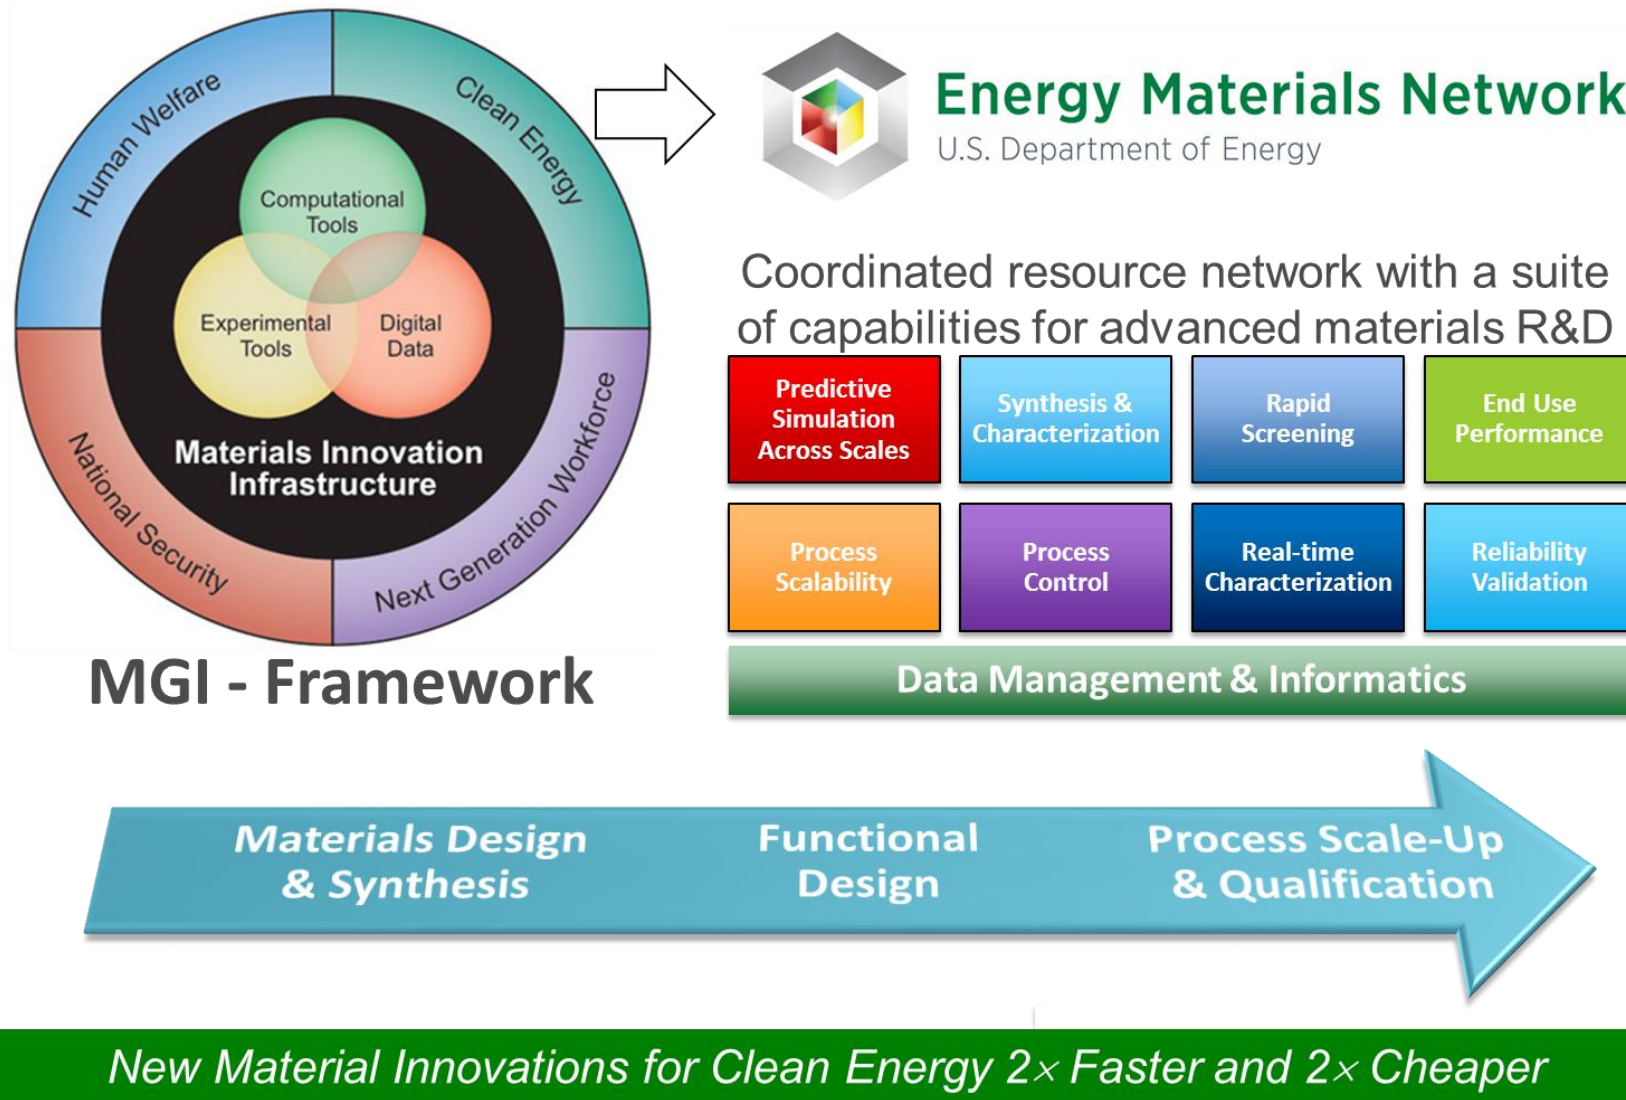 Human Welfare
Clean Energy
Computational
Tools
Experimental
Tools
Digital
Data
Materials Innovation
Infrastructure
National Security
Next Generation Workforce
MGI - Framework
Energy Materials Network
U.S. Department of Energy
Coordinated resource network with a suite
of capabilities for advanced materials R&D
Predictive
Simulation
Across Scales
Synthesis &
Characterization
Rapid
Screening
End Use
Performance
Process
Scalability
Process
Control
Real-time
Characterization
Reliability
Validation
Data Management & Informatics
Materials Design
& Synthesis
Functional
Design
Process Scale-Up
& Qualification
New Material Innovations for Clean Energy 2× Faster and 2× Cheaper